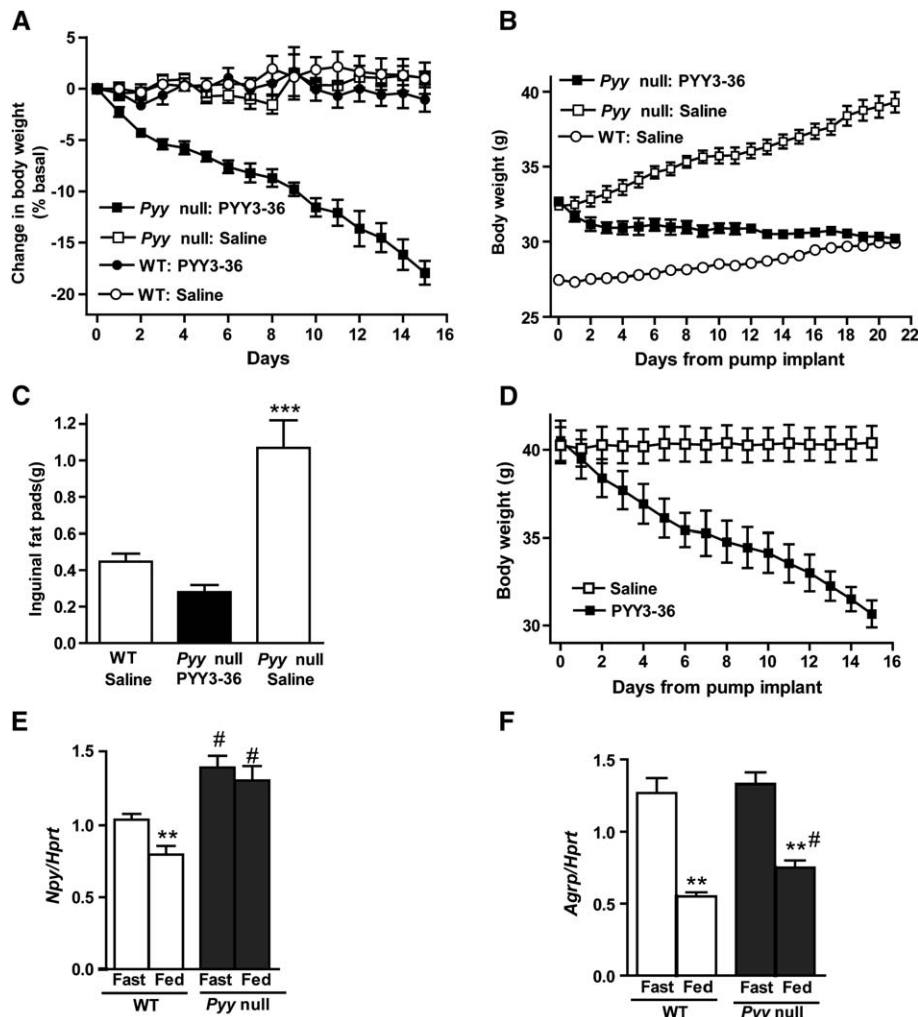 A
Change in body weight
(% basal)
5
0
-5
-10
-15
-20
Pyy null: PYY3-36
Pyy null: Saline
WT: PYY3-36
WT: Saline
0 2 4 6 8 10 12 14 16
Days
B
Body weight (g)
40
35
30
25
Pyy null: PYY3-36
Pyy null: Saline
WT: Saline
0 2 4 6 8 10 12 14 16 18 20 22
Days from pump implant
C
Inguinal fat pads(g)
1.2
1.0
0.8
0.6
0.4
0.2
0.0
***
WT
Saline
Pyy null
PYY3-36
Pyy null
Saline
D
Body weight (g)
40
35
30
Saline
PYY3-36
0 2 4 6 8 10 12 14 16
Days from pump implant
E
Npy/Hprt
1.5
1.0
0.5
0.0
**
#
#
Fast Fed Fast Fed
WT Pyy null
F
Agrp/Hprt
1.5
1.0
0.5
0.0
**
**#
Fast Fed Fast Fed
WT Pyy null